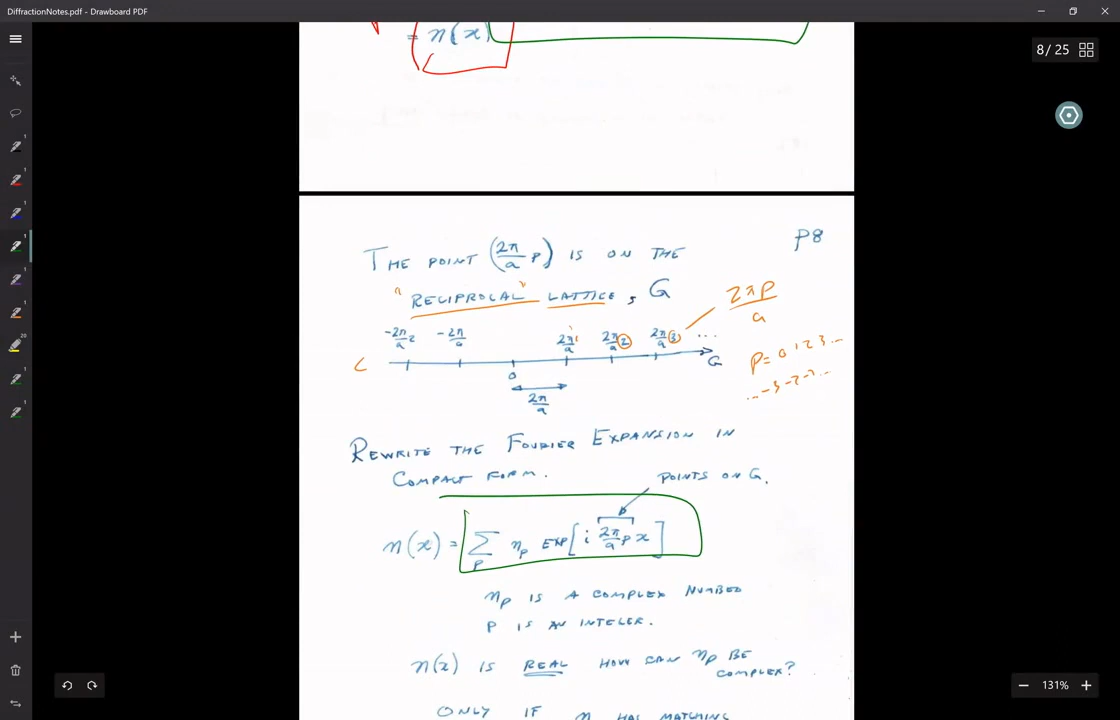 DiffractionNotes.pdf - Drawboard PDF
8 / 25
= n(x)
P8
THE POINT (2π/a p) IS ON THE
"RECIPROCAL" LATTICE, G
2πp/a
-2π/a 2 -2π/a 2π/a 1 2π/a 2 2π/a 3 ...
P = 0 1 2 3 ...
... -3 -2 -1 ...
0 G
2π/a
REWRITE THE FOURIER EXPANSION IN
COMPACT FORM.
POINTS ON G.
n(x) = Σ_P n_p EXP[i 2π/a p x]
n_p IS A COMPLEX NUMBER
P IS AN INTEGER.
n(x) IS REAL HOW CAN n_p BE
COMPLEX?
ONLY IF n HAS MATCHING
131%